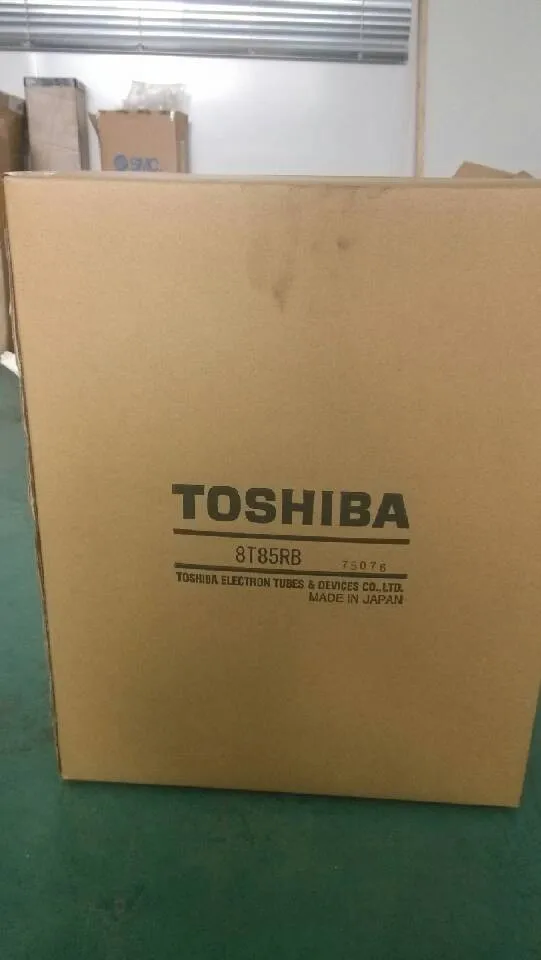 SMC
TOSHIBA
8T85RB 75076
TOSHIBA ELECTRON TUBES & DEVICES CO.,LTD.
MADE IN JAPAN